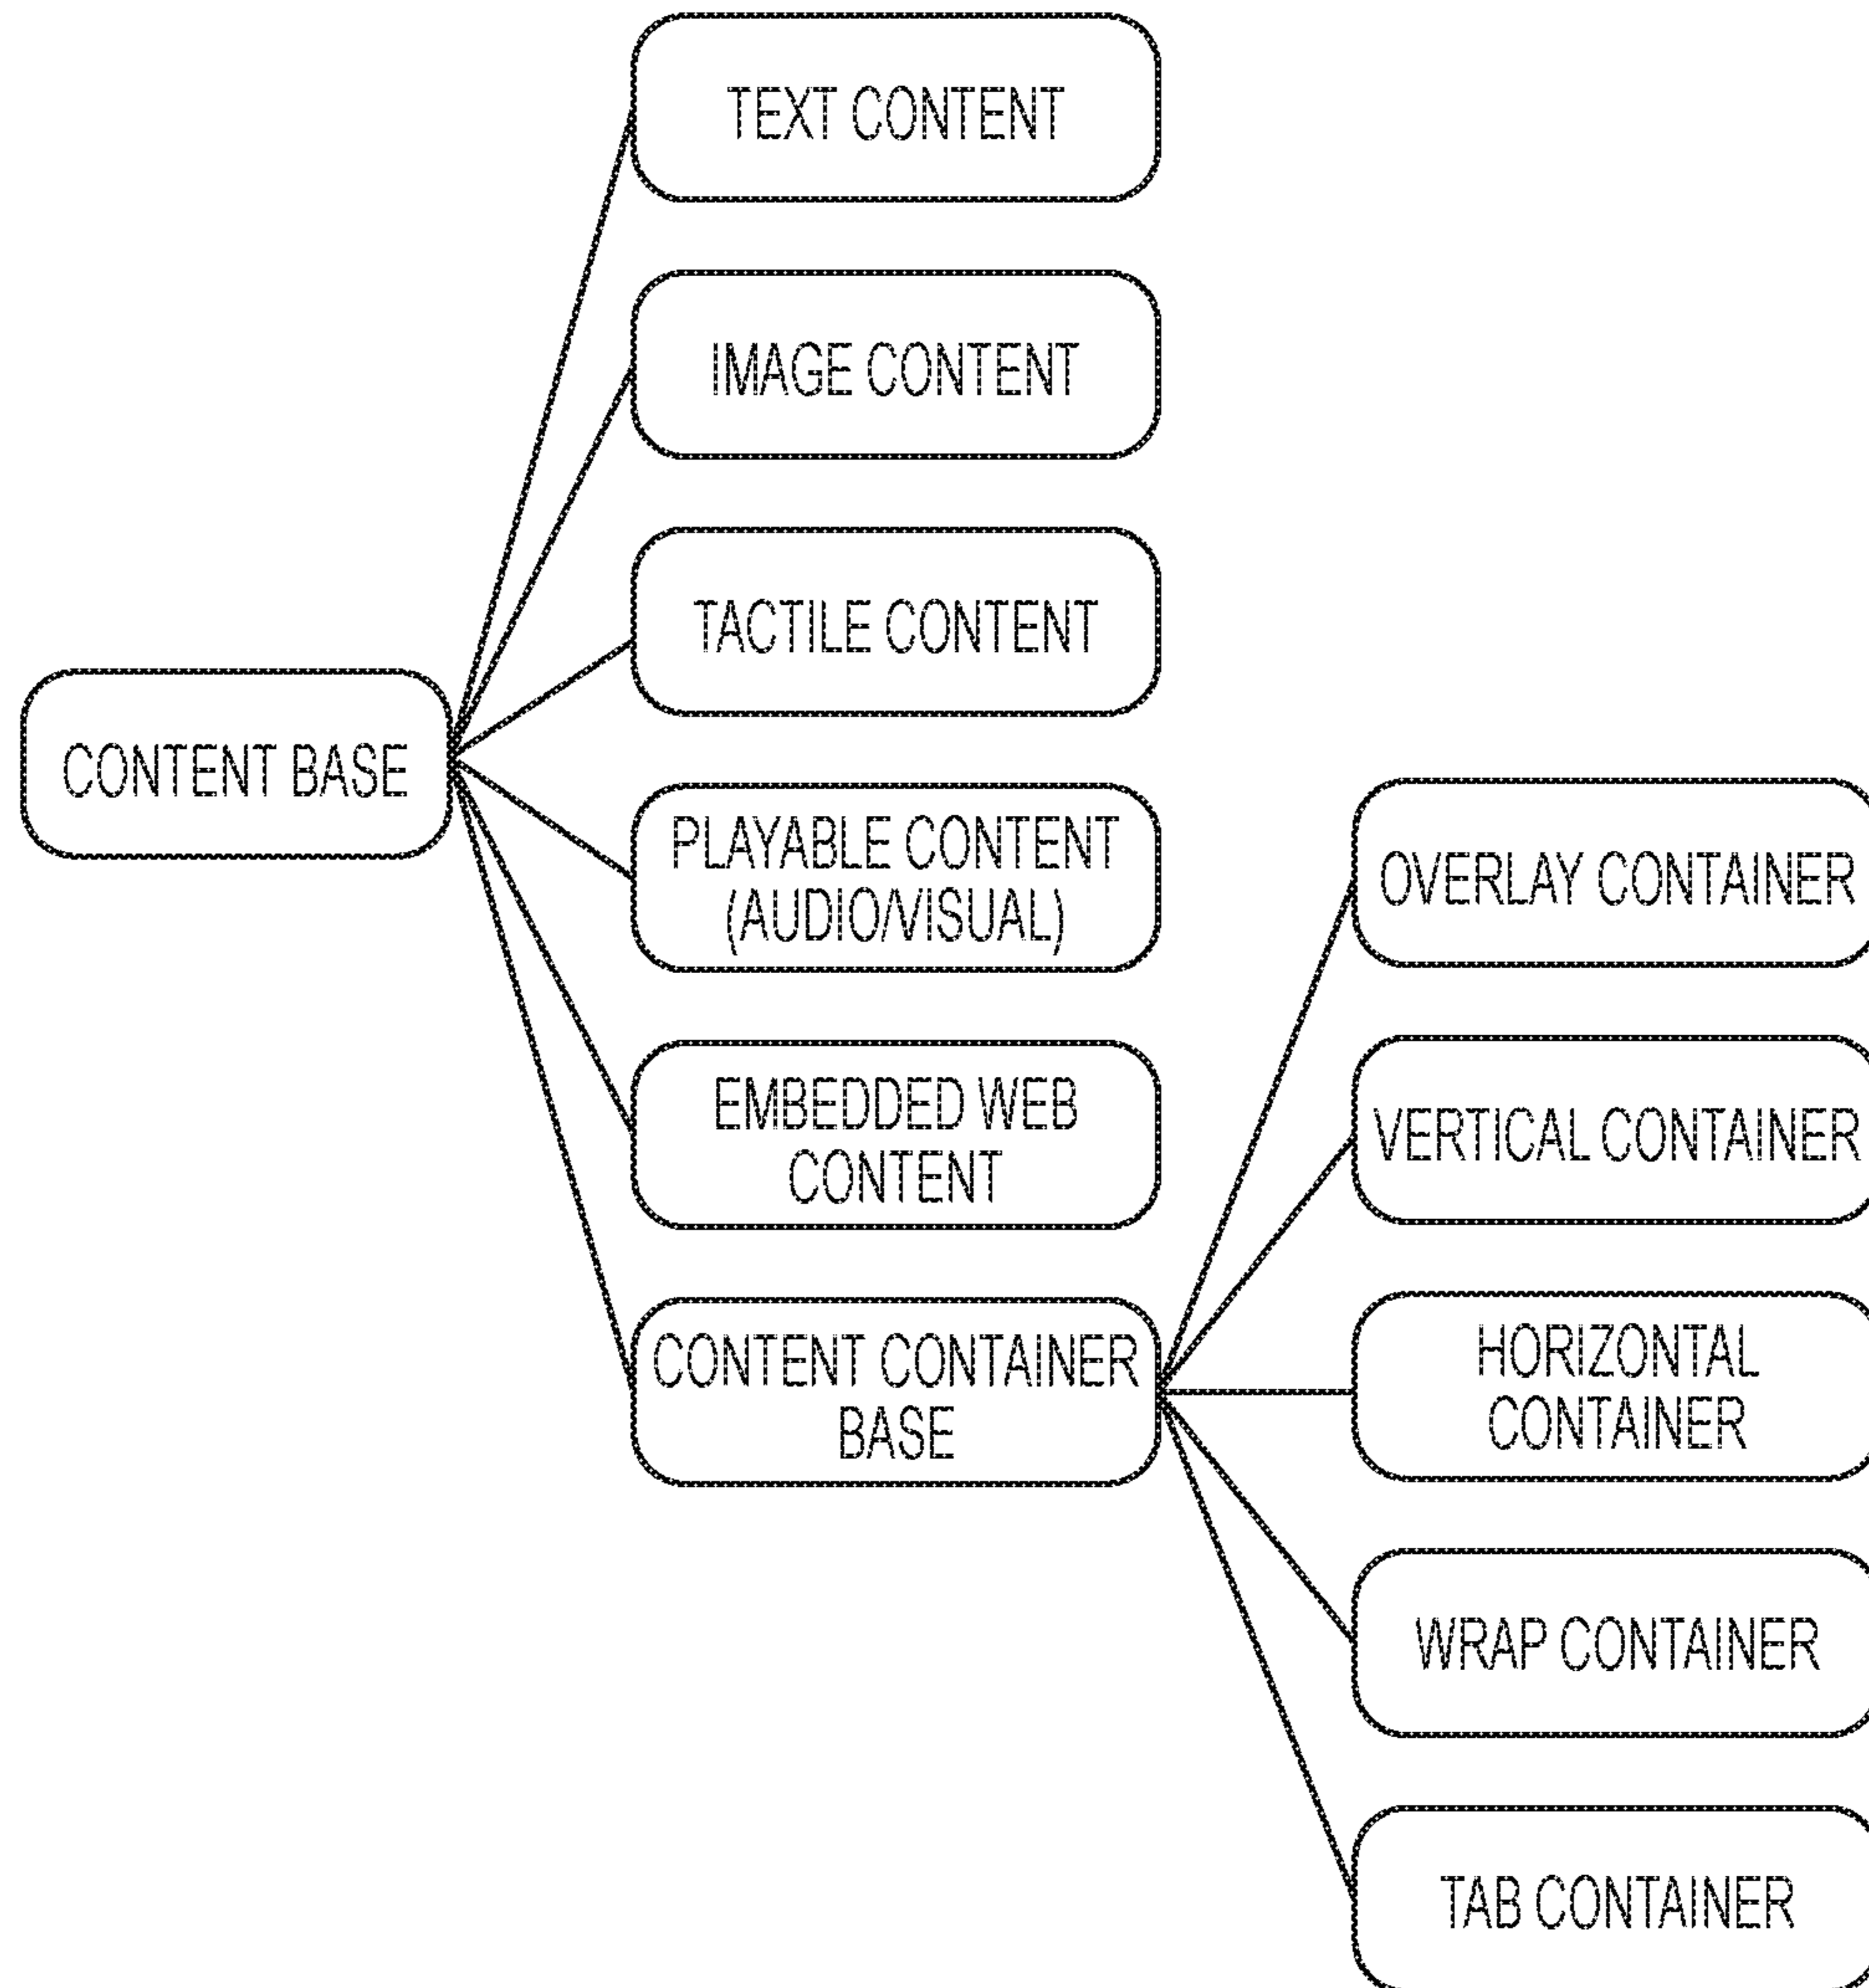 TEXT CONTENT
IMAGE CONTENT
TACTILE CONTENT
CONTENT BASE
PLAYABLE CONTENT
(AUDIO/VISUAL)
EMBEDDED WEB
CONTENT
CONTENT CONTAINER
BASE
OVERLAY CONTAINER
VERTICAL CONTAINER
HORIZONTAL
CONTAINER
WRAP CONTAINER
TAB CONTAINER